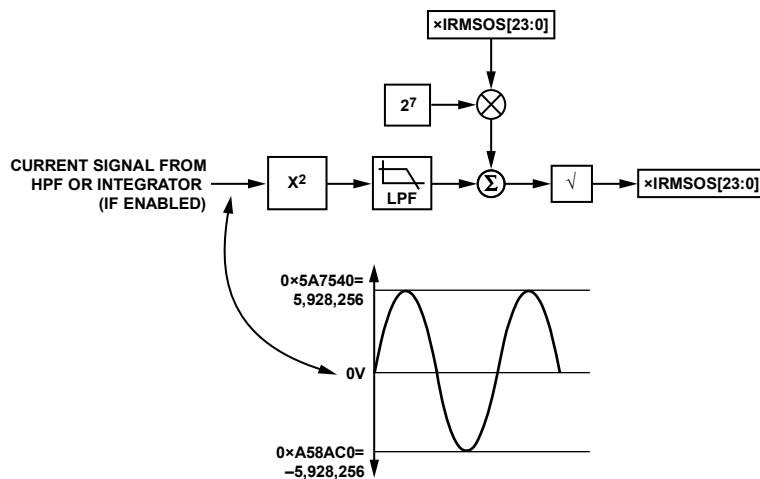 ×IRMSOS[23:0]
2⁷
CURRENT SIGNAL FROM
HPF OR INTEGRATOR
(IF ENABLED)
X²
LPF
Σ
√
×IRMSOS[23:0]
0×5A7540=
5,928,256
0V
0×A58AC0=
–5,928,256